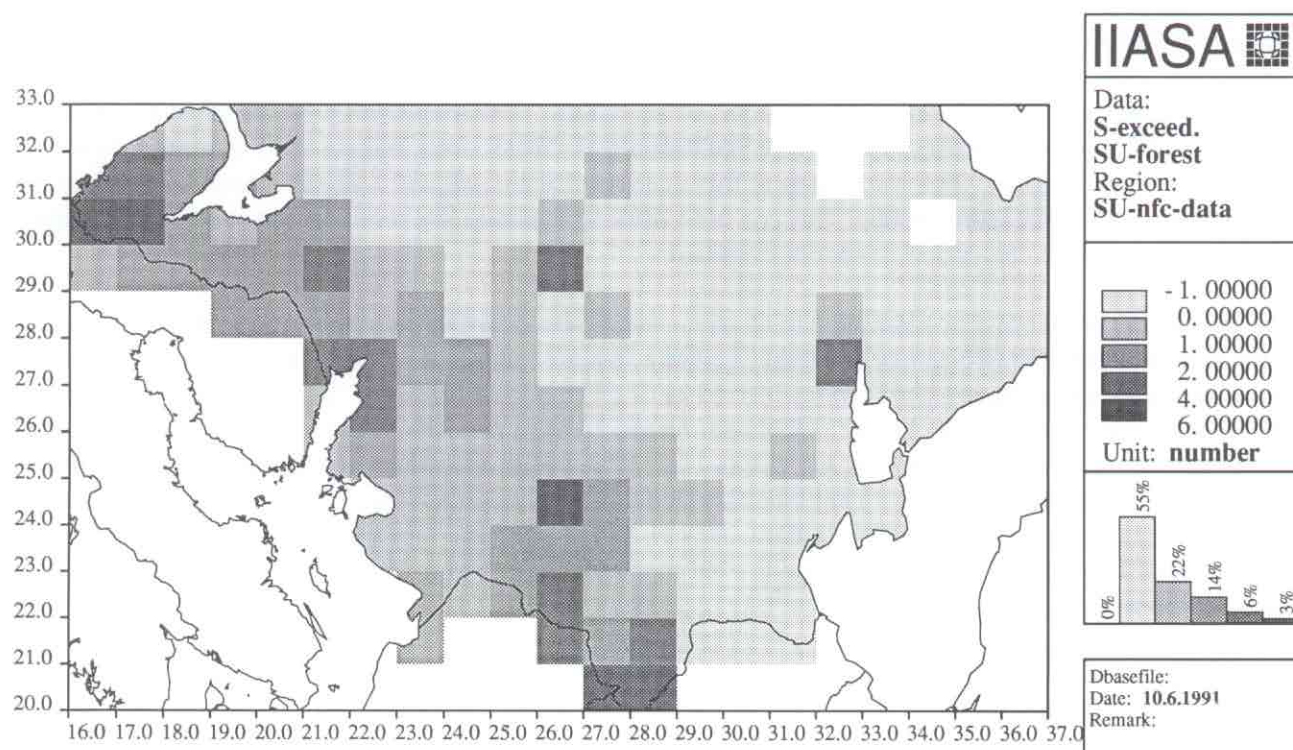 IIASA
Data:
S-exceed.
SU-forest
Region:
SU-nfc-data
- 1. 00000
0. 00000
1. 00000
2. 00000
4. 00000
6. 00000
Unit: number
0%
55%
22%
14%
6%
3%
Dbasefile:
Date: 10.6.1991
Remark:
33.0
32.0
31.0
30.0
29.0
28.0
27.0
26.0
25.0
24.0
23.0
22.0
21.0
20.0
16.0 17.0 18.0 19.0 20.0 21.0 22.0 23.0 24.0 25.0 26.0 27.0 28.0 29.0 30.0 31.0 32.0 33.0 34.0 35.0 36.0 37.0